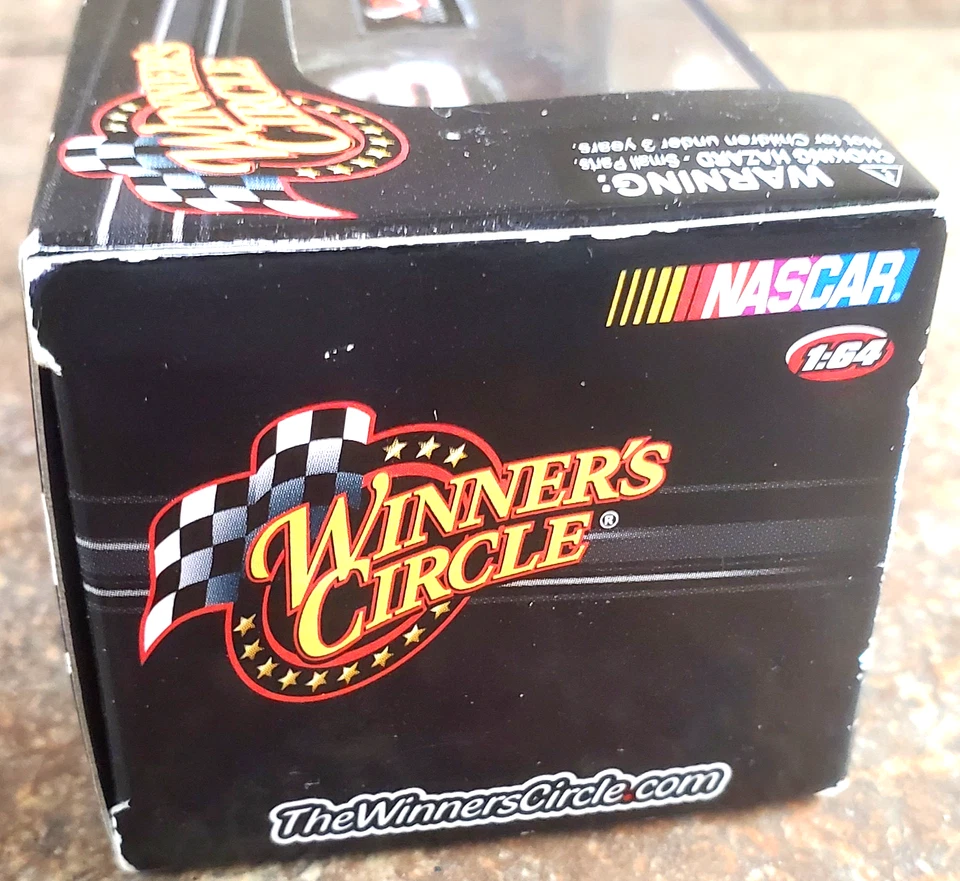 WINNER'S
CIRCLE
WARNING:
CHOKING HAZARD - Small Parts.
Not for Children under 3 years.
NASCAR
1:64
WINNER'S
CIRCLE®
TheWinnersCircle.com